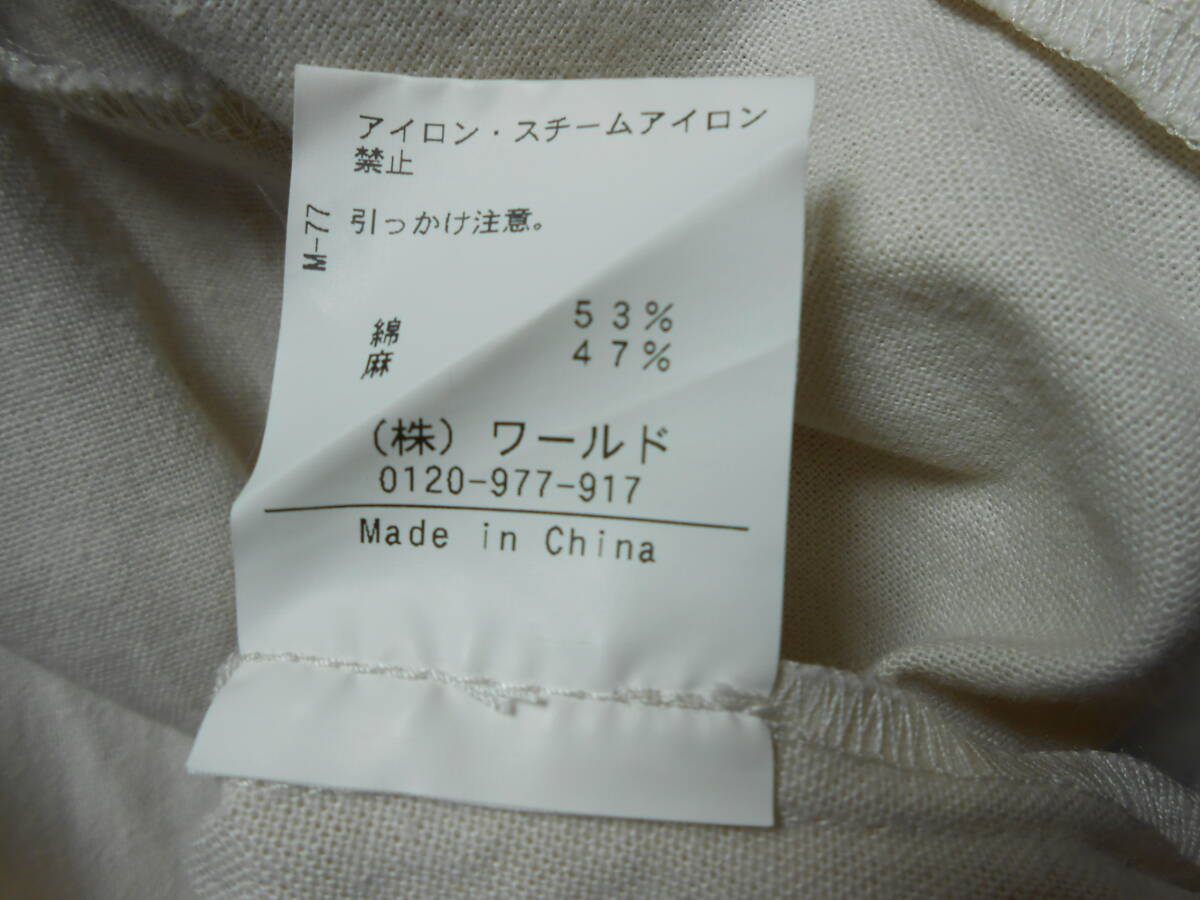 アイロン・スチームアイロン
禁止
引っかけ注意。
M-77
綿 53%
麻 47%
(株) ワールド
0120-977-917
Made in China